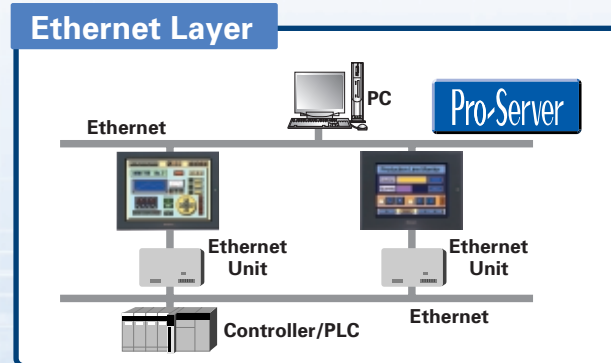 Ethernet Layer
PC
Pro-Server
Ethernet
Ethernet
Unit
Ethernet
Unit
Ethernet
Controller/PLC